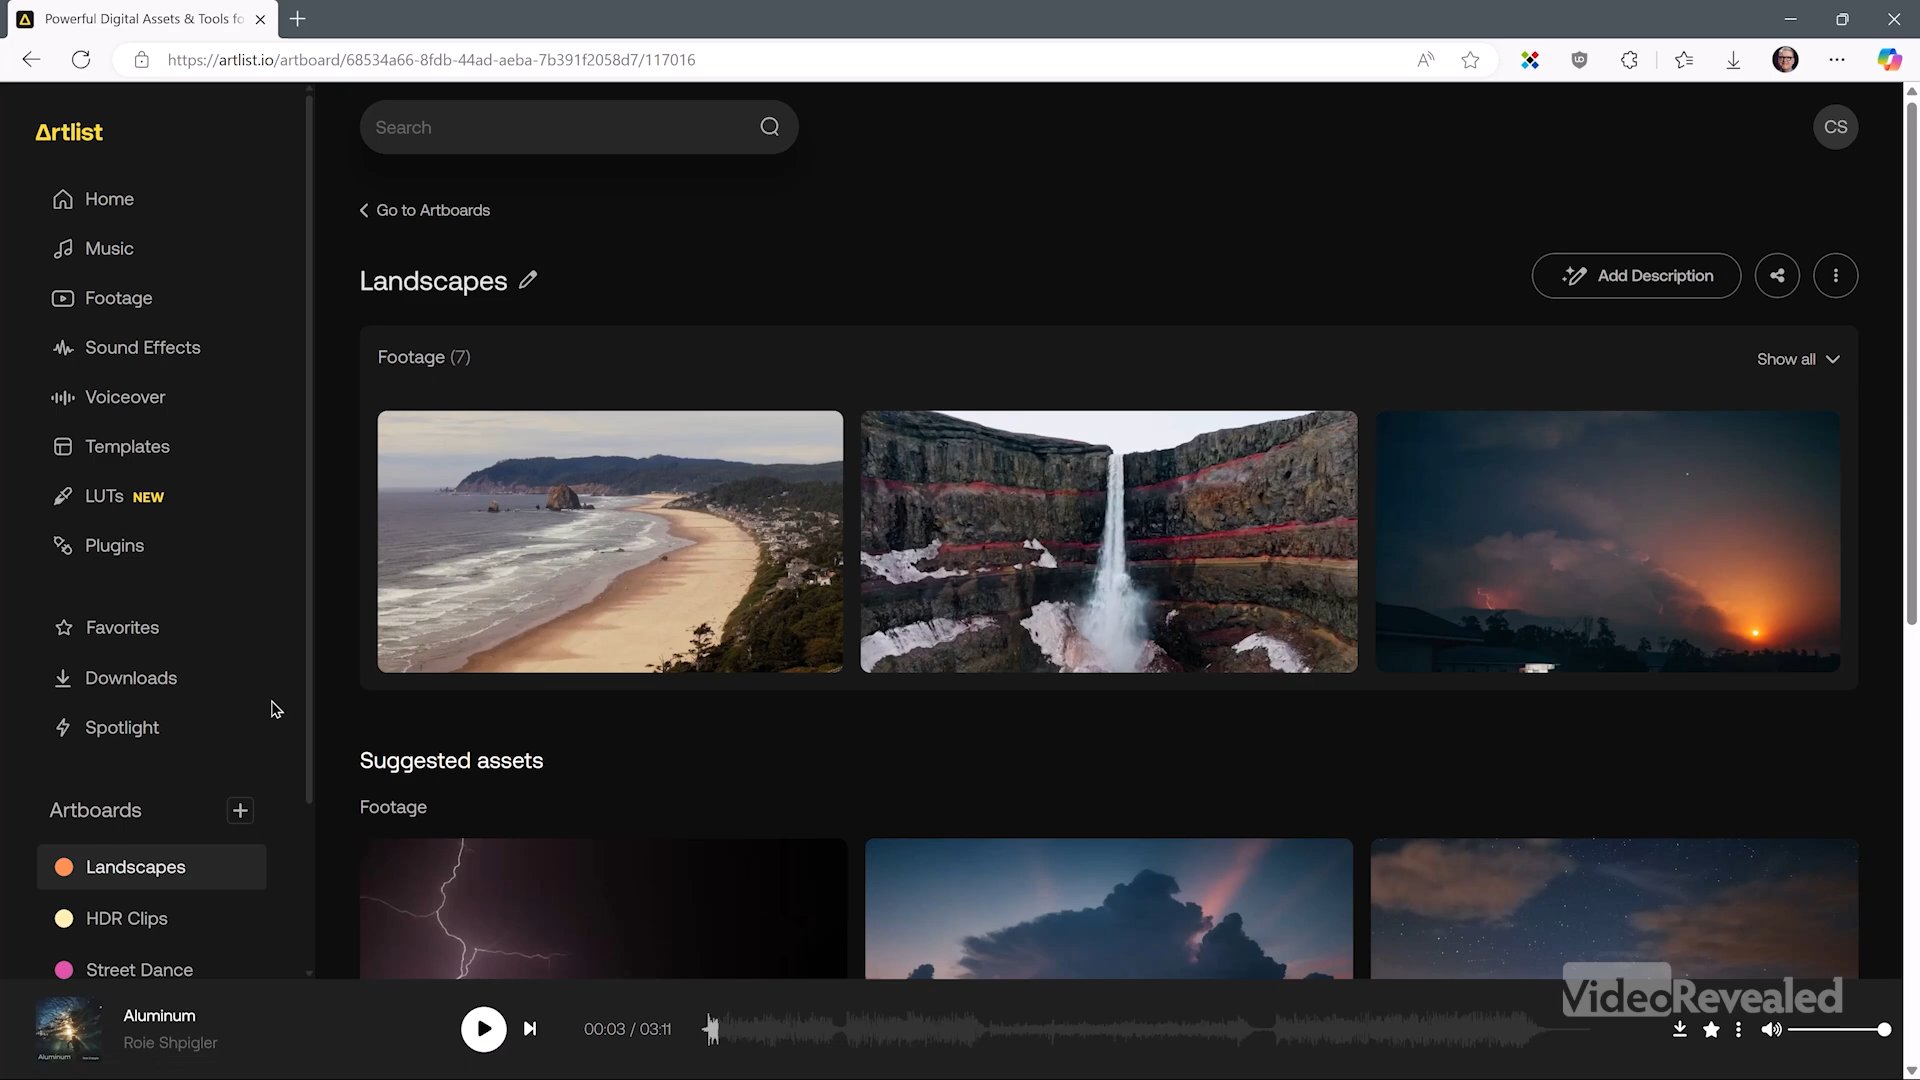 Powerful Digital Assets & Tools fo
https://artlist.io/artboard/68534a66-8fdb-44ad-aeba-7b391f2058d7/117016
Artlist
Search
CS
Home
Music
Footage
Sound Effects
Voiceover
Templates
LUTs NEW
Plugins
Favorites
Downloads
Spotlight
Artboards
Landscapes
HDR Clips
Street Dance
Go to Artboards
Landscapes
Add Description
Footage (7)
Show all
Suggested assets
Footage
VideoRevealed
Aluminum
Aluminum
Roie Shpigler
00:03 / 03:11